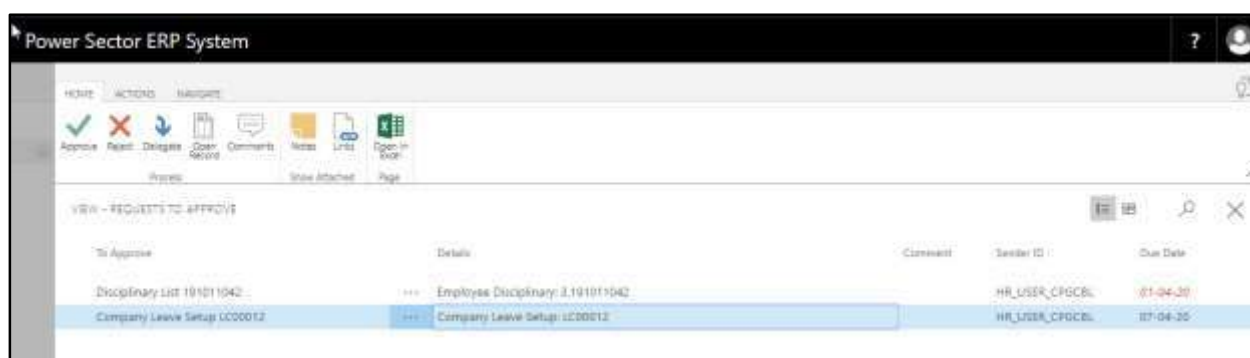 Power Sector ERP System ?
HOME ACTIONS NAVIGATE
Approve Reject Delegate Open Record Comments Notes Links Open in Excel
Process Show Attached Page
VIEW - REQUESTS TO APPROVE
To Approve Details Comment Sender ID Due Date
Disciplinary List 191011042 ... Employee Disciplinary: 3,191011042 HR_USER_CPGCBL 01-04-20
Company Leave Setup LC00012 ... Company Leave Setup: LC00012 HR_USER_CPGCBL 07-04-20